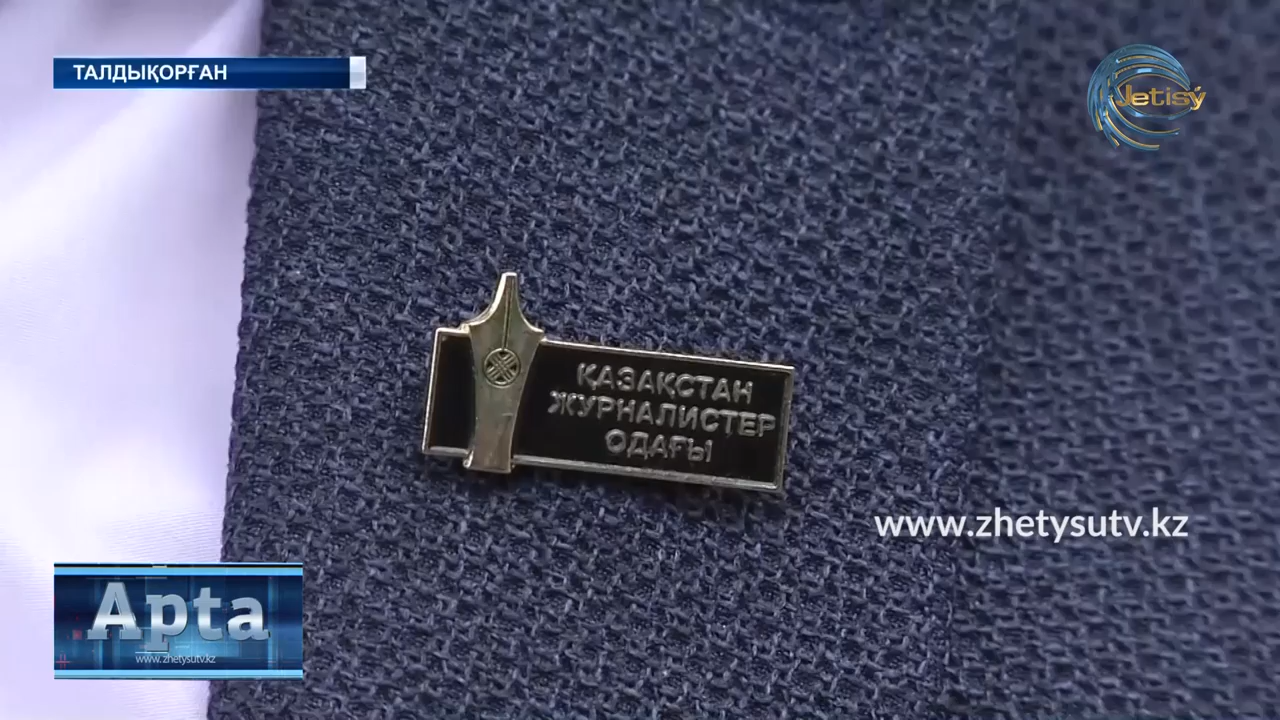 ТАЛДЫҚОРҒАН
Jetisý
ҚАЗАҚСТАН
ЖУРНАЛИСТЕР
ОДАҒЫ
www.zhetysutv.kz
Apta
www.zhetysutv.kz